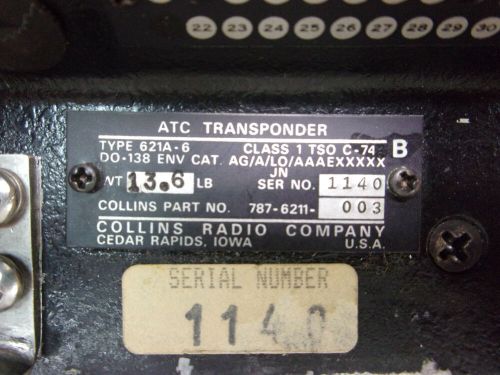 22 23 24 25 26 27 28 29 30
ATC TRANSPONDER
TYPE 621A-6 CLASS 1 TSO C-74 B
DO-138 ENV CAT. AG/A/LO/AAAEXXXXX
JN
WT 13.6 LB SER NO. 1140
COLLINS PART NO. 787-6211- 003
COLLINS RADIO COMPANY
CEDAR RAPIDS, IOWA U.S.A.
SERIAL NUMBER
1140